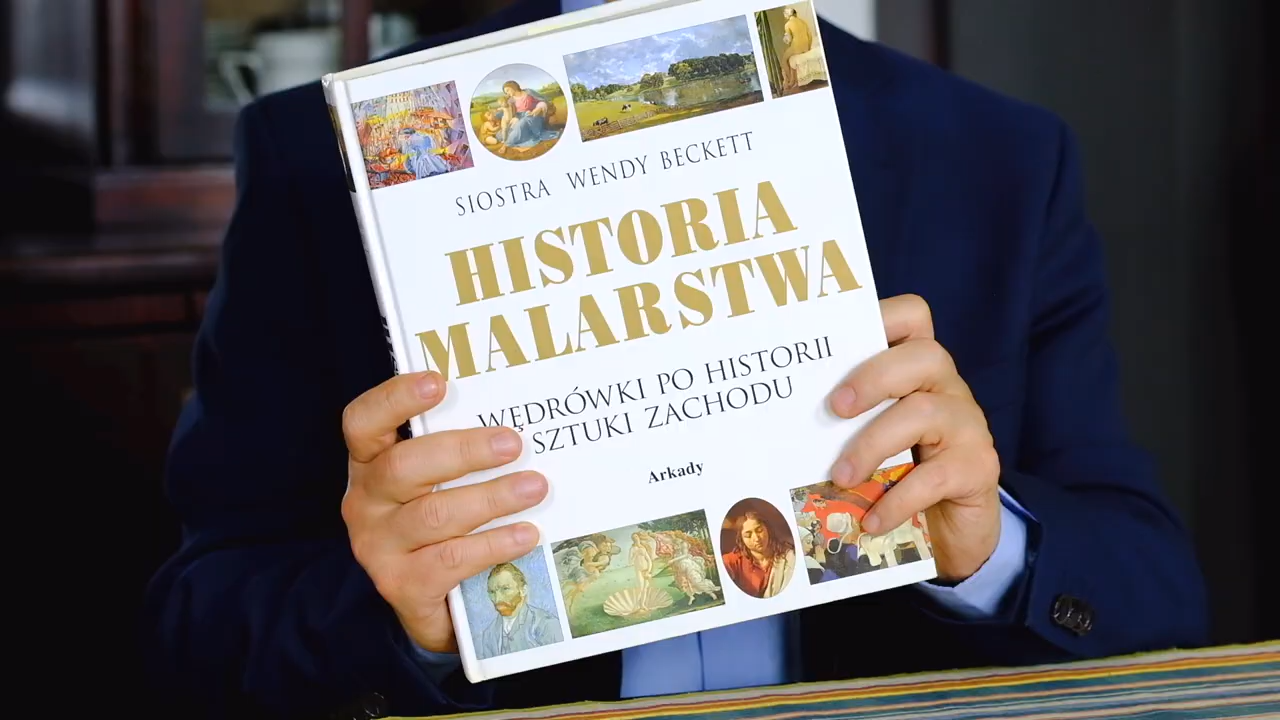 SIOSTRA WENDY BECKETT
HISTORIA
MALARSTWA
WĘDRÓWKI PO HISTORII
SZTUKI ZACHODU
Arkady